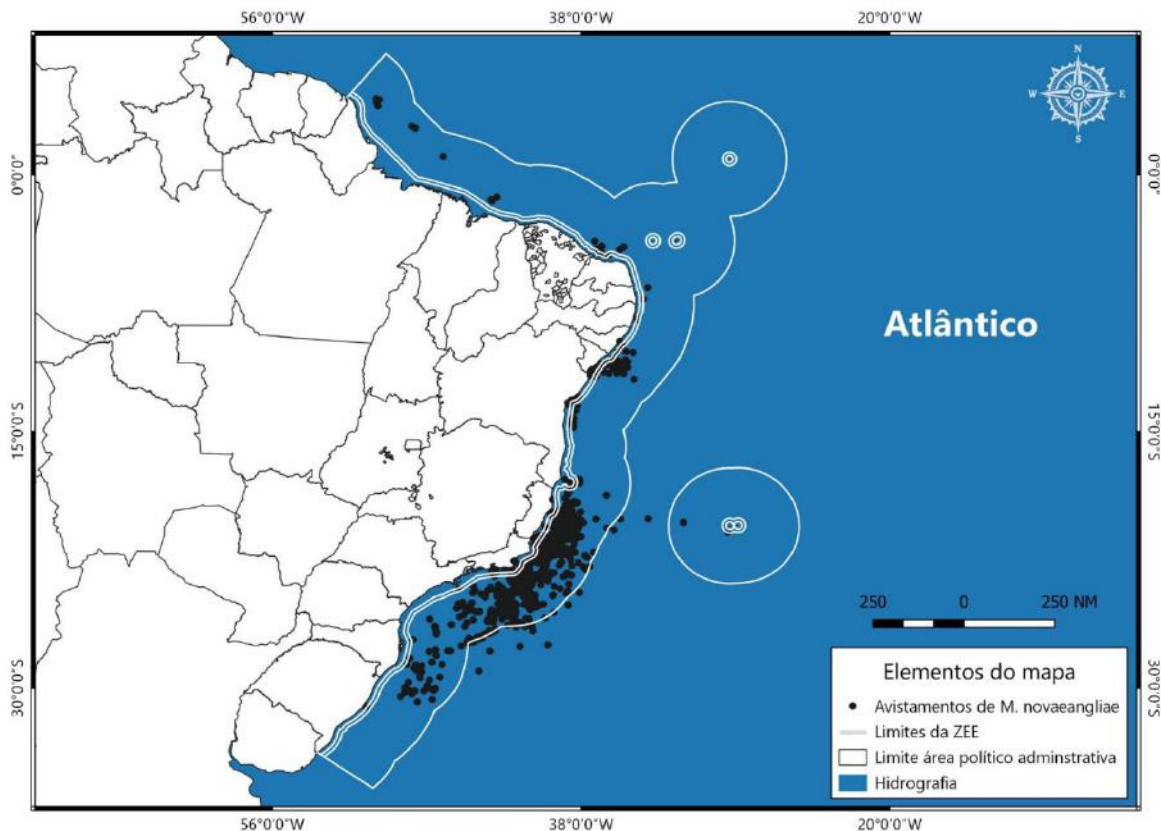 56°0'0"W 38°0'0"W 20°0'0"W
N
W E
S
0°0'0" 0°0'0"
Atlântico
15°0'0"S 15°0'0"S
250 0 250 NM
Elementos do mapa
Avistamentos de M. novaeangliae
Limites da ZEE
Limite área político adminstrativa
Hidrografia
30°0'0"S 30°0'0"S
56°0'0"W 38°0'0"W 20°0'0"W